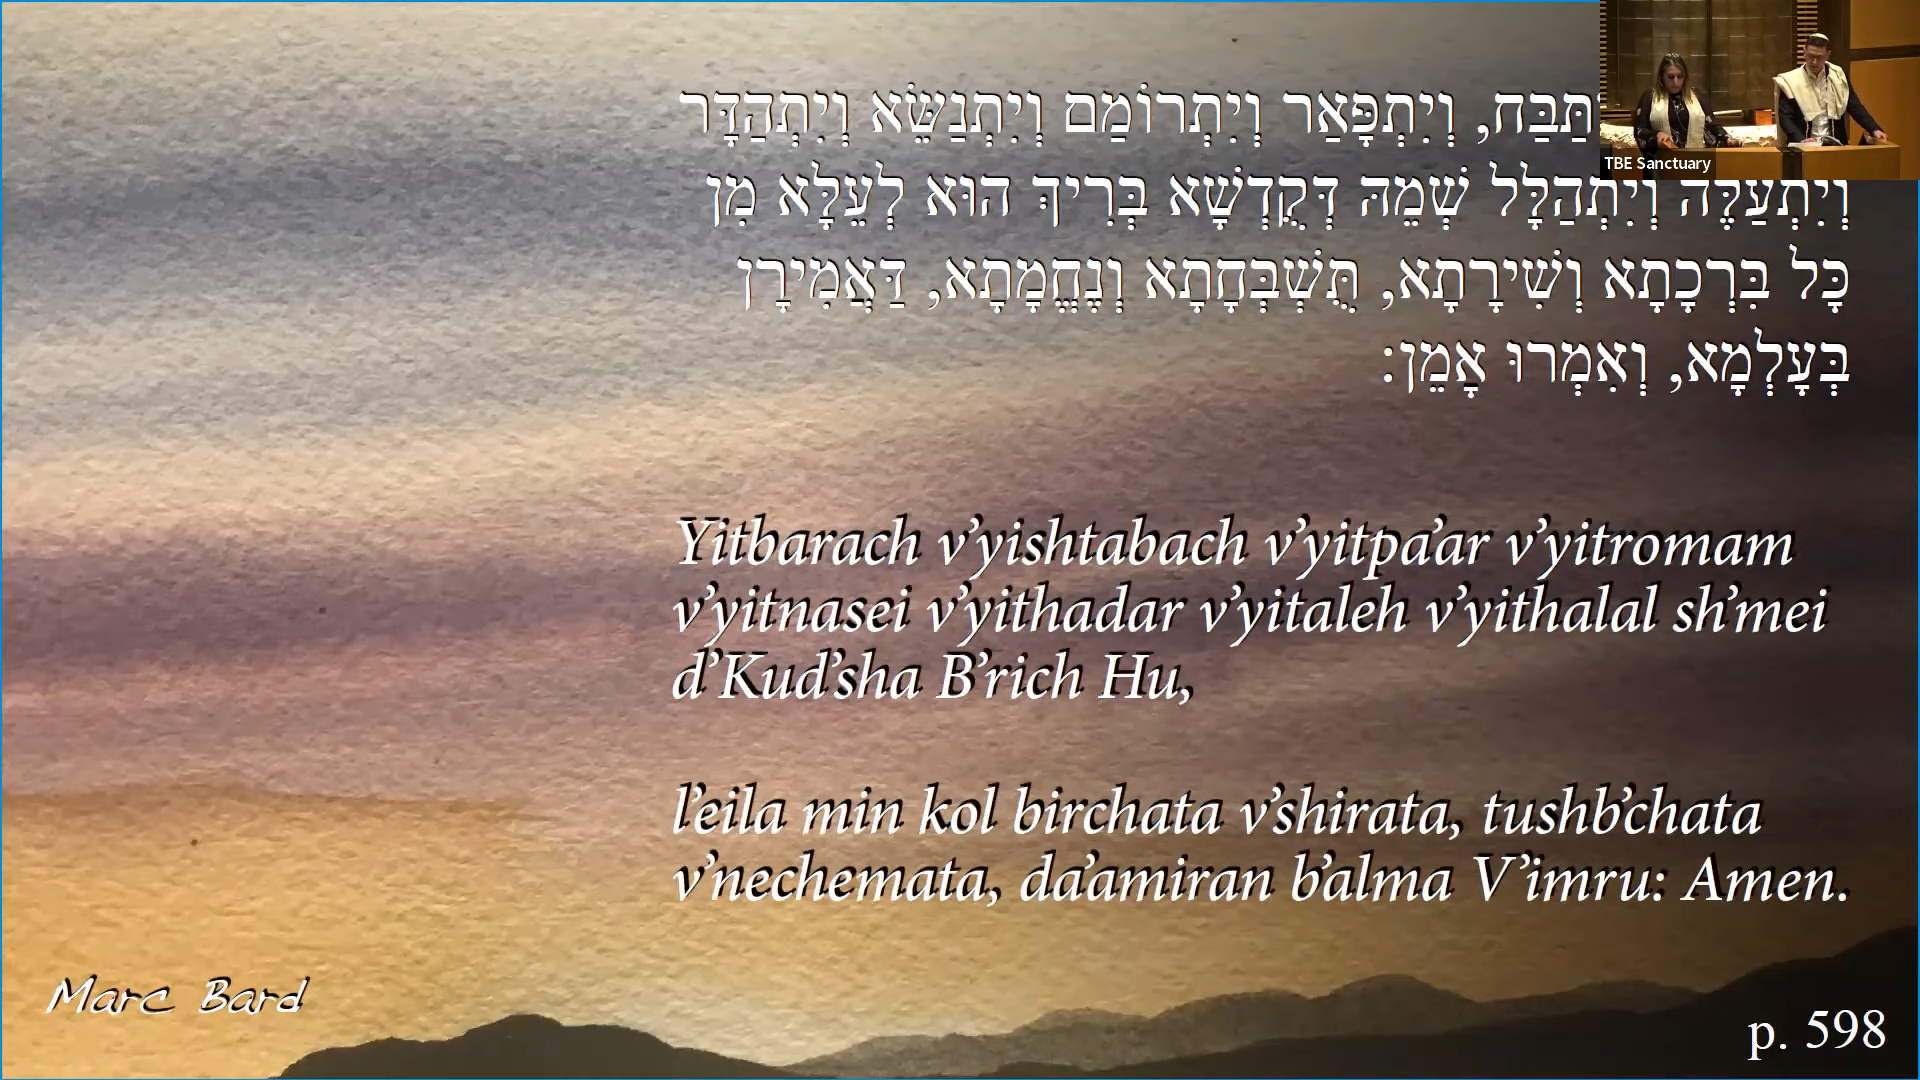 וְיִתְפָּאַר וְיִתְרוֹמַם וְיִתְנַשֵּׂא וְיִתְהַדָּר
וְיִתְעַלֶּה וְיִתְהַלָּל שְׁמֵהּ דְּקֻדְשָׁא בְּרִיךְ הוּא לְעֵלָּא מִן
כָּל בִּרְכָתָא וְשִׁירָתָא, תֻּשְׁבְּחָתָא וְנֶחֱמָתָא, דַּאֲמִירָן
בְּעָלְמָא, וְאִמְרוּ אָמֵן:
TBE Sanctuary
Yitbarach v’yishtabach v’yitpa’ar v’yitromam
v’yitnasei v’yithadar v’yitaleh v’yithalal sh’mei
d’Kud’sha B’rich Hu,
l’eila min kol birchata v’shirata, tushb’chata
v’nechemata, da’amiran b’alma V’imru: Amen.
Marc Bard
p. 598